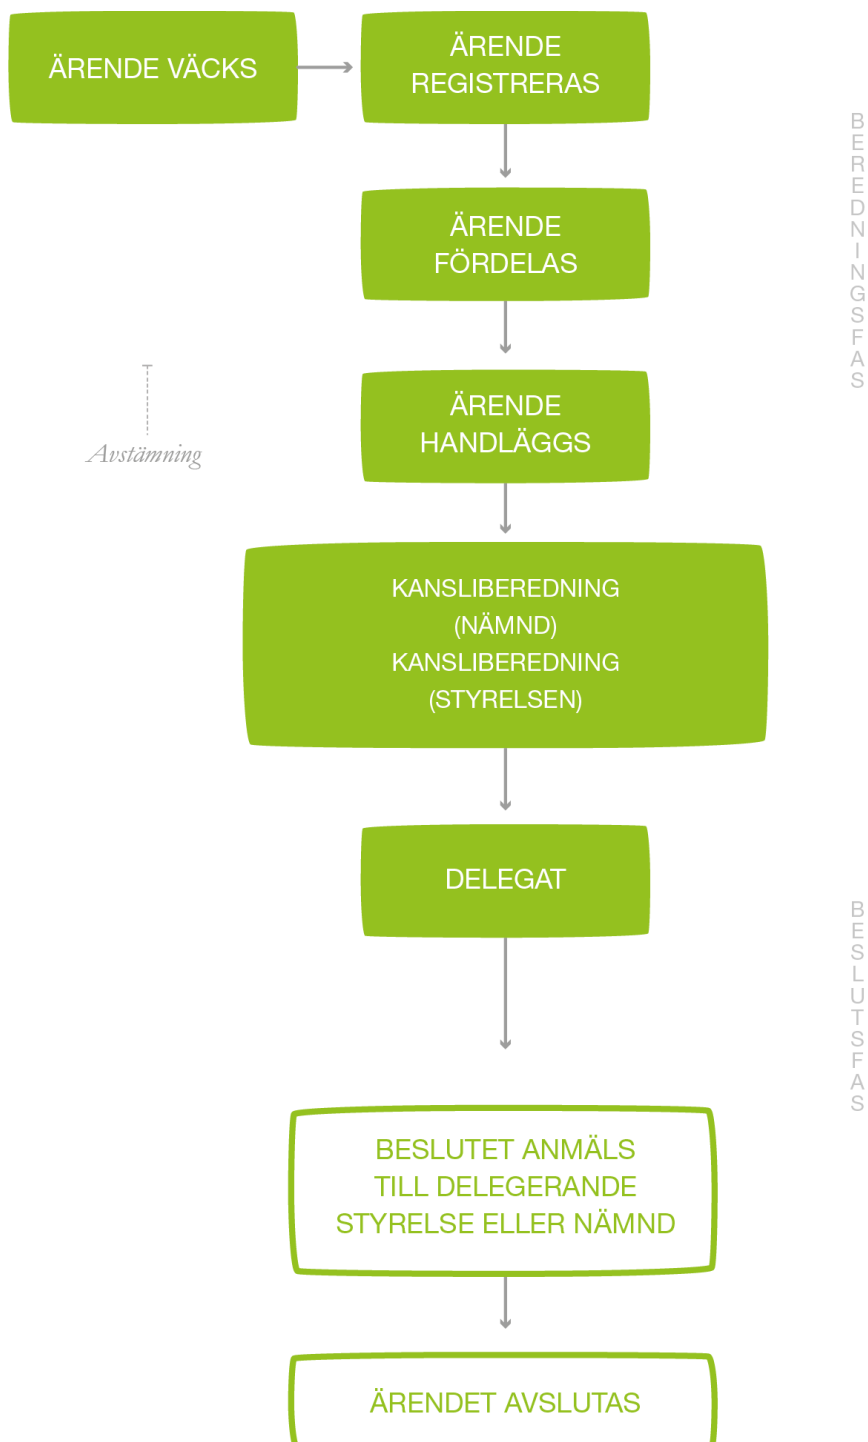 ÄRENDE VÄCKS
ÄRENDE
REGISTRERAS
ÄRENDE
FÖRDELAS
ÄRENDE
HANDLÄGGS
Avstämning
KANSLIBEREDNING
(NÄMND)
KANSLIBEREDNING
(STYRELSEN)
DELEGAT
BESLUTET ANMÄLS
TILL DELEGERANDE
STYRELSE ELLER NÄMND
ÄRENDET AVSLUTAS
BEREDNINGSFAS
BESLUTSFAS